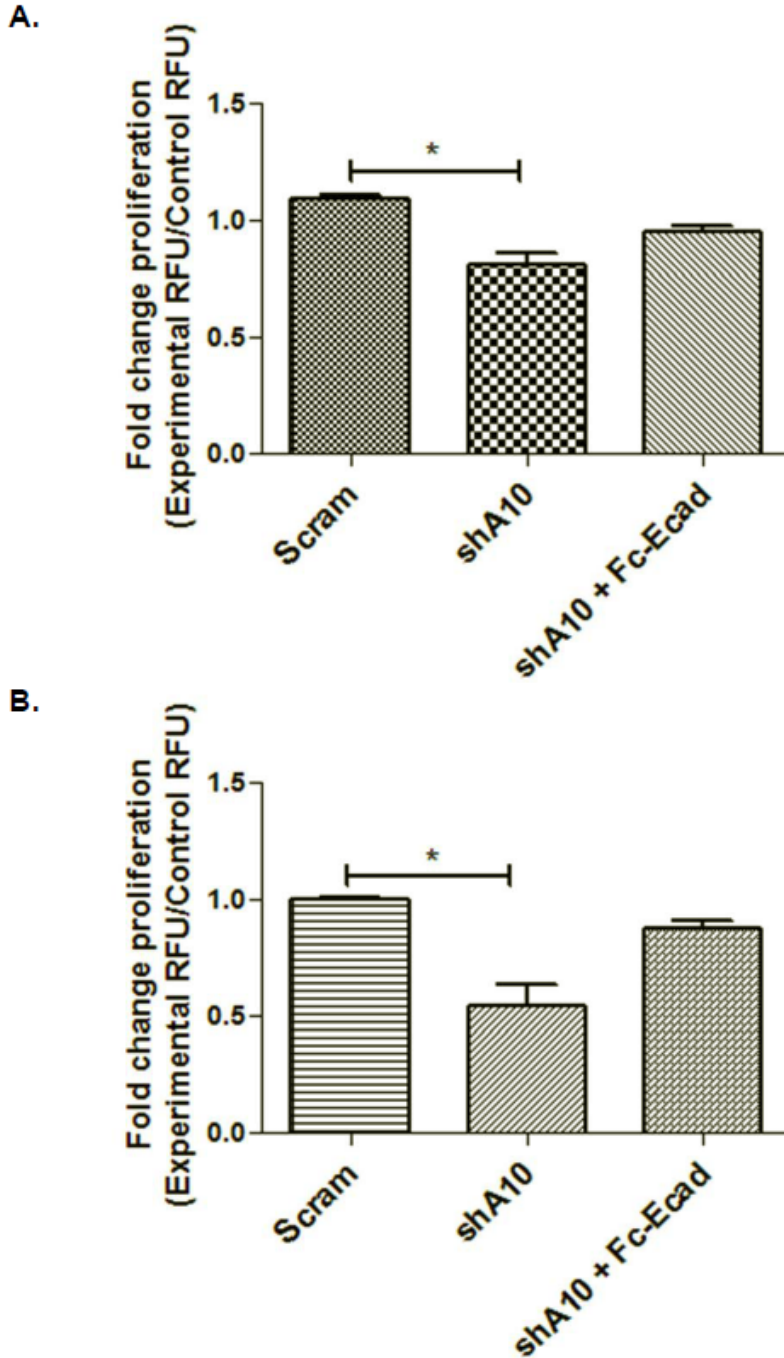 A.
Fold change proliferation
(Experimental RFU/Control RFU)
1.5
1.0
0.5
0.0
*
Scram
shA10
shA10 + Fc-Ecad
B.
Fold change proliferation
(Experimental RFU/Control RFU)
1.5
1.0
0.5
0.0
*
Scram
shA10
shA10 + Fc-Ecad